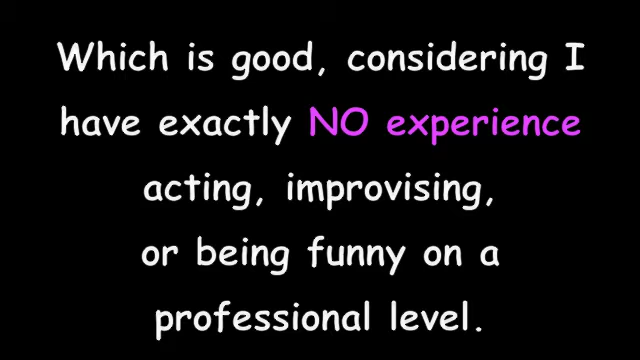 Which is good, considering I
have exactly NO experience
acting, improvising,
or being funny on a
professional level.